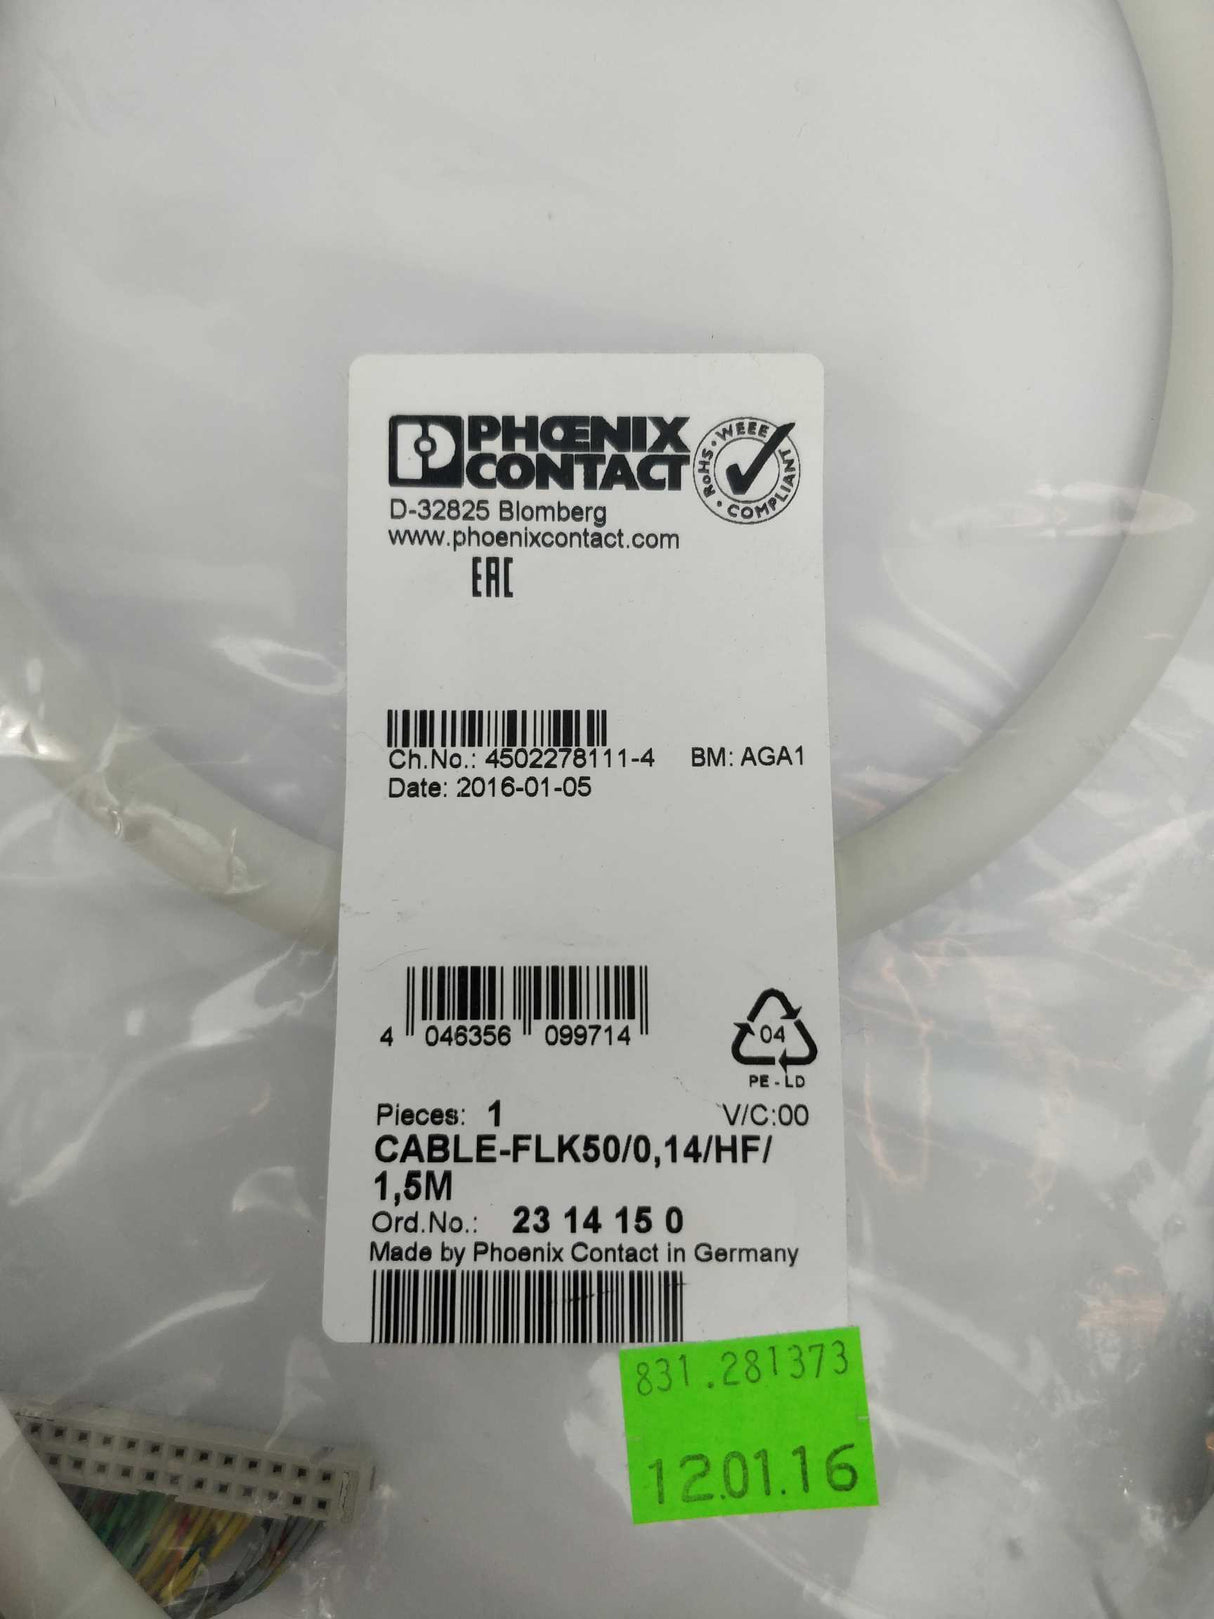 PHŒNIX
CONTACT
WEEE · COMPLIANT · RoHS ·
D-32825 Blomberg
www.phoenixcontact.com
EAC
Ch.No.: 4502278111-4 BM: AGA1
Date: 2016-01-05
4 046356 099714
04
PE-LD
Pieces: 1 V/C:00
CABLE-FLK50/0,14/HF/
1,5M
Ord.No.: 23 14 15 0
Made by Phoenix Contact in Germany
831.281373
12.01.16